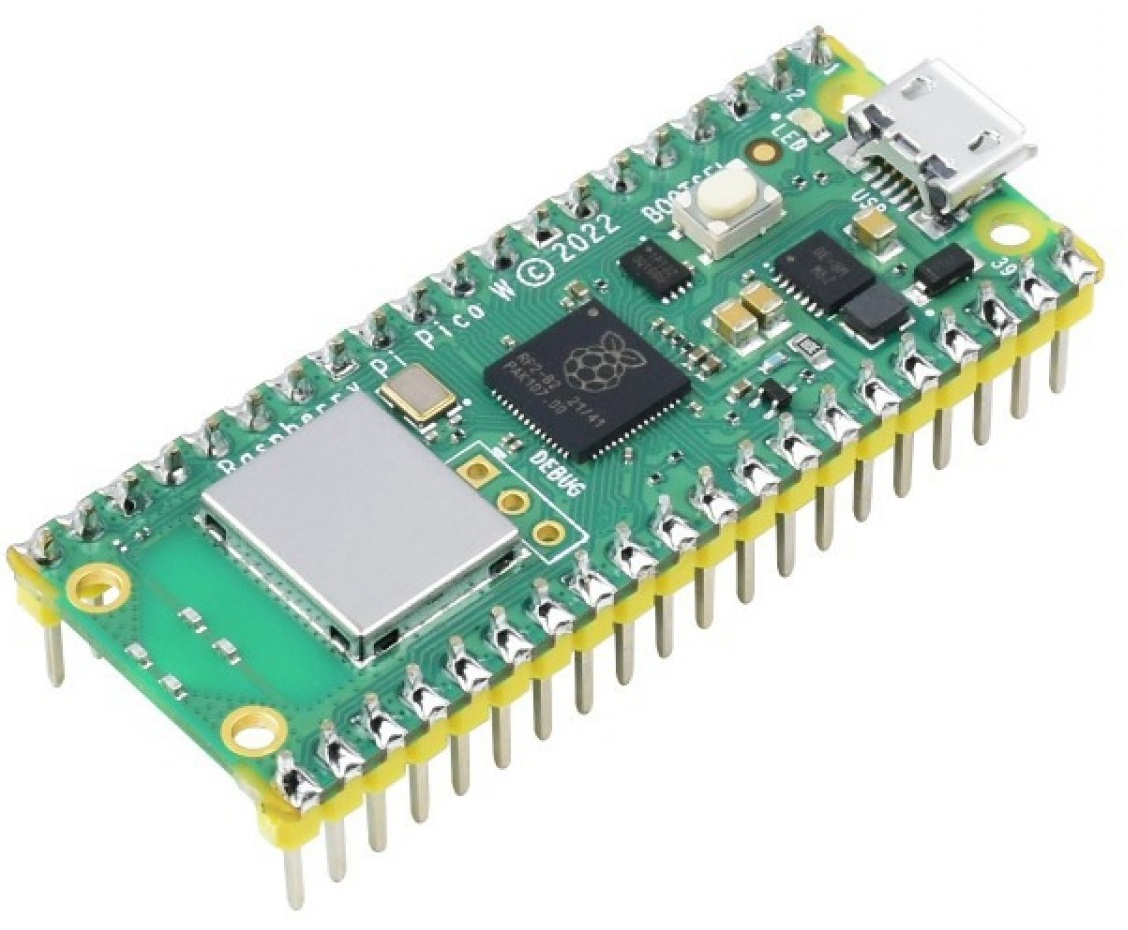 1
2
LED
BOOTSEL
USB
39
Raspberry Pi Pico W © 2022
RP2-B2 21/41
DEBUG